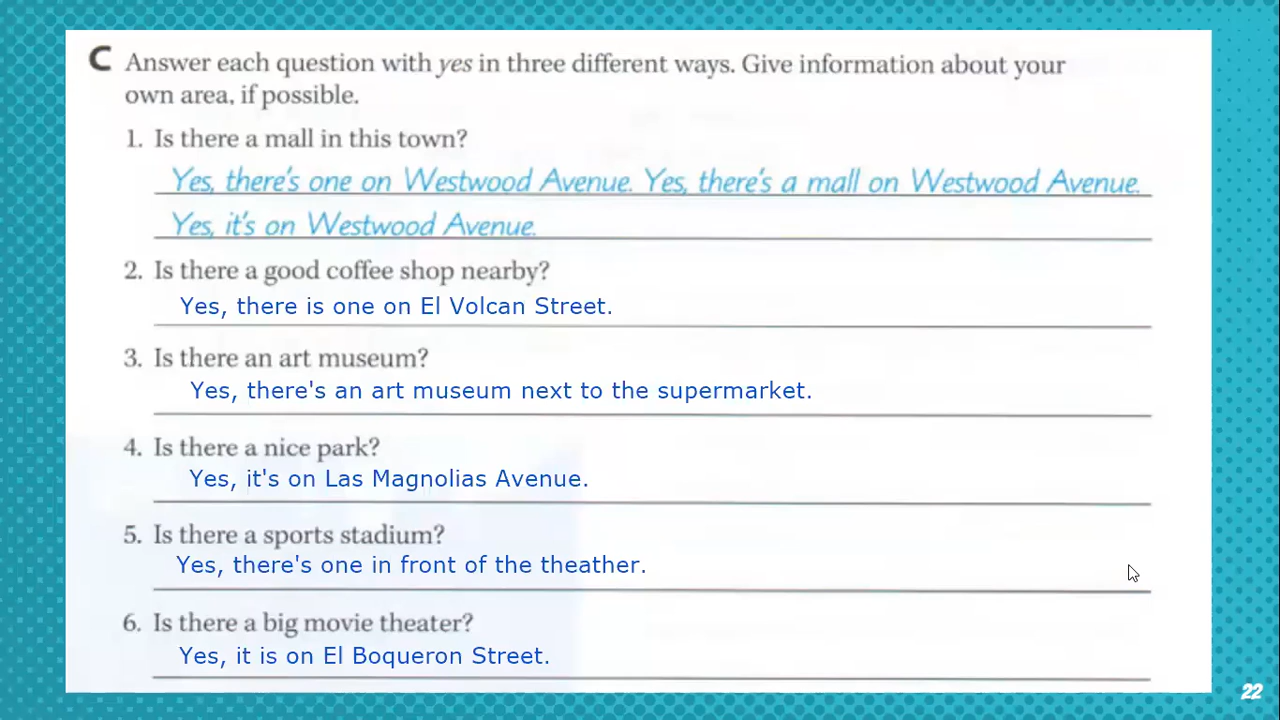 C Answer each question with yes in three different ways. Give information about your
own area, if possible.
1. Is there a mall in this town?
Yes, there's one on Westwood Avenue. Yes, there's a mall on Westwood Avenue.
Yes, it's on Westwood Avenue.
2. Is there a good coffee shop nearby?
Yes, there is one on El Volcan Street.
3. Is there an art museum?
Yes, there's an art museum next to the supermarket.
4. Is there a nice park?
Yes, it's on Las Magnolias Avenue.
5. Is there a sports stadium?
Yes, there's one in front of the theather.
6. Is there a big movie theater?
Yes, it is on El Boqueron Street.
22